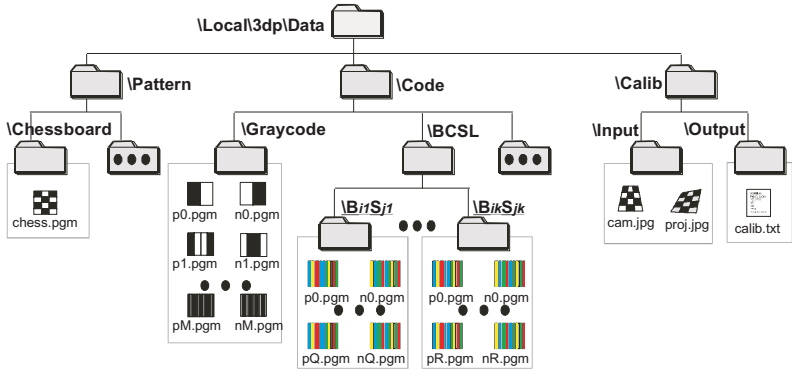 \Local\3dp\Data
\Pattern
\Code
\Calib
\Chessboard
\Graycode
\BCSL
\Input
\Output
chess.pgm
p0.pgm n0.pgm
p1.pgm n1.pgm
pM.pgm nM.pgm
\Bi1Sj1
\BikSjk
p0.pgm n0.pgm
pQ.pgm nQ.pgm
p0.pgm n0.pgm
pR.pgm nR.pgm
cam.jpg proj.jpg
calib.txt